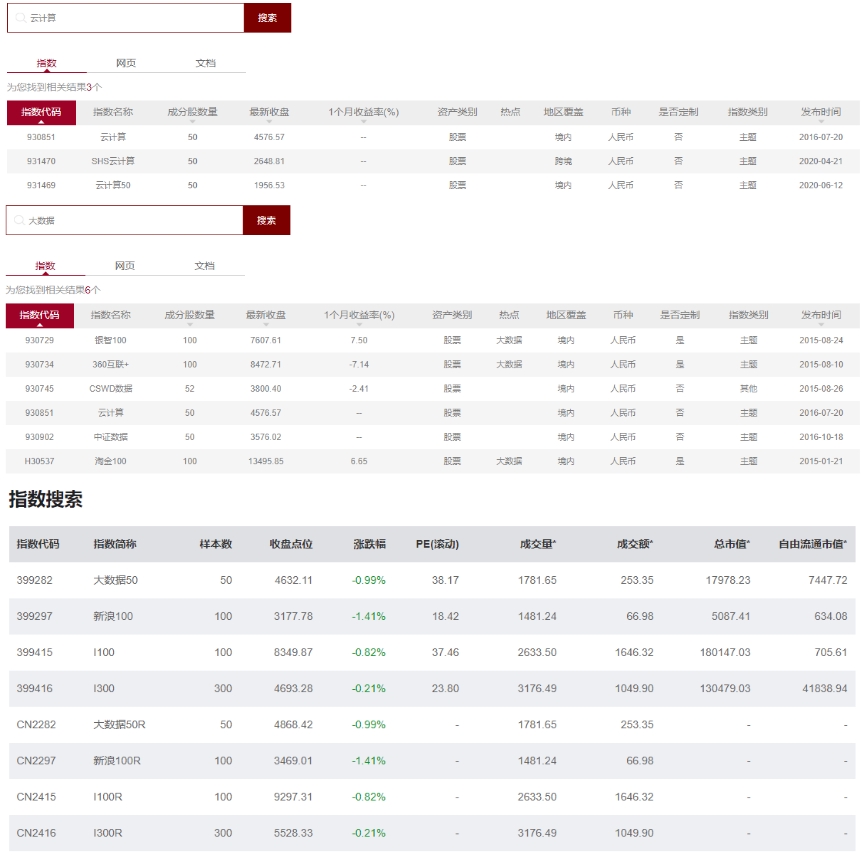 云计算 搜索
指数 网页 文档
为您找到相关结果3个
指数代码 指数名称 成分股数量 最新收盘 1个月收益率(%) 资产类别 热点 地区覆盖 币种 是否定制 指数类别 发布时间
930851 云计算 50 4576.57 -- 股票 境内 人民币 否 主题 2016-07-20
931470 SHS云计算 50 2648.81 -- 股票 跨境 人民币 否 主题 2020-04-21
931469 云计算50 50 1956.53 -- 股票 境内 人民币 否 主题 2020-06-12
大数据 搜索
指数 网页 文档
为您找到相关结果6个
指数代码 指数名称 成分股数量 最新收盘 1个月收益率(%) 资产类别 热点 地区覆盖 币种 是否定制 指数类别 发布时间
930729 银智100 100 7607.61 7.50 股票 大数据 境内 人民币 是 主题 2015-08-24
930734 360互联+ 100 8472.71 -7.14 股票 大数据 境内 人民币 是 主题 2015-08-10
930745 CSWD数据 52 3800.40 -2.41 股票 境内 人民币 否 其他 2015-08-26
930851 云计算 50 4576.57 -- 股票 境内 人民币 否 主题 2016-07-20
930902 中证数据 50 3576.02 -- 股票 境内 人民币 否 主题 2016-10-18
H30537 淘金100 100 13495.85 6.65 股票 大数据 境内 人民币 是 主题 2015-01-21
指数搜索
指数代码 指数简称 样本数 收盘点位 涨跌幅 PE(滚动) 成交量* 成交额* 总市值* 自由流通市值*
399282 大数据50 50 4632.11 -0.99% 38.17 1781.65 253.35 17978.23 7447.72
399297 新浪100 100 3177.78 -1.41% 18.42 1481.24 66.98 5087.41 634.08
399415 I100 100 8349.87 -0.82% 37.46 2633.50 1646.32 180147.03 705.61
399416 I300 300 4693.28 -0.21% 23.80 3176.49 1049.90 130479.03 41838.94
CN2282 大数据50R 50 4868.42 -0.99% - 1781.65 253.35 - -
CN2297 新浪100R 100 3469.01 -1.41% - 1481.24 66.98 - -
CN2415 I100R 100 9297.31 -0.82% - 2633.50 1646.32 - -
CN2416 I300R 300 5528.33 -0.21% - 3176.49 1049.90 - -